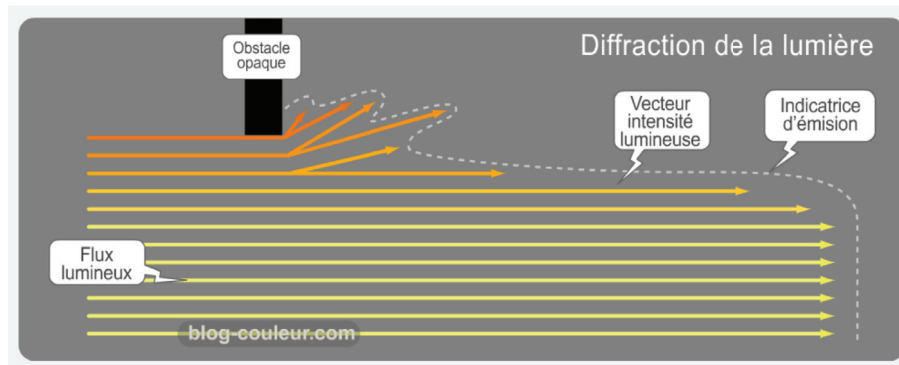 Diffraction de la lumière
Obstacle
opaque
Vecteur
intensité
lumineuse
Indicatrice
d'émision
Flux
lumineux
blog-couleur.com